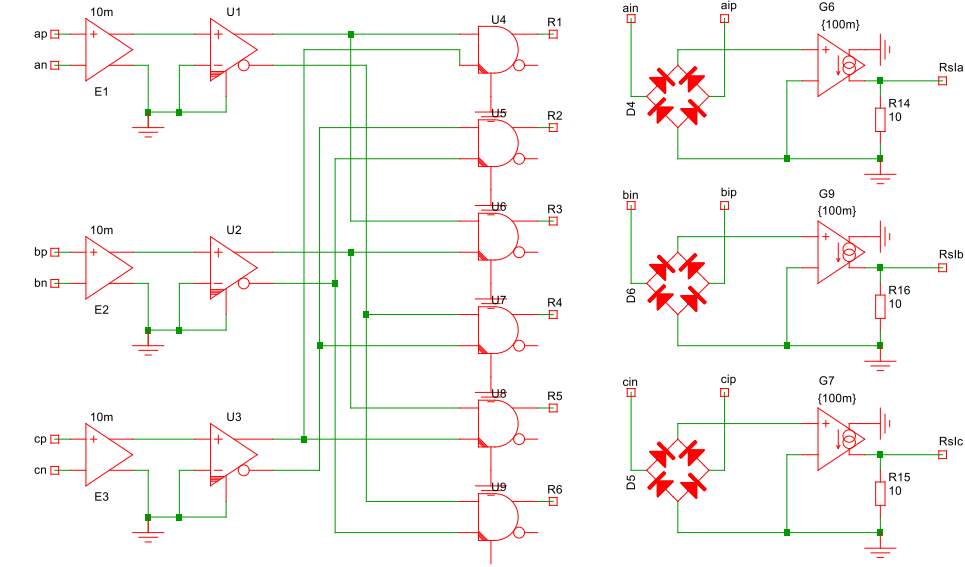 10m
U1
U4
R1
ap
an
E1
U5
R2
U6
R3
10m
U2
bp
bn
E2
U7
R4
U8
R5
10m
U3
cp
cn
E3
U9
R6
ain
aip
G6
{100m}
RsIa
D4
R14
10
bin
bip
G9
{100m}
RsIb
D6
R16
10
cin
cip
G7
{100m}
RsIc
D5
R15
10